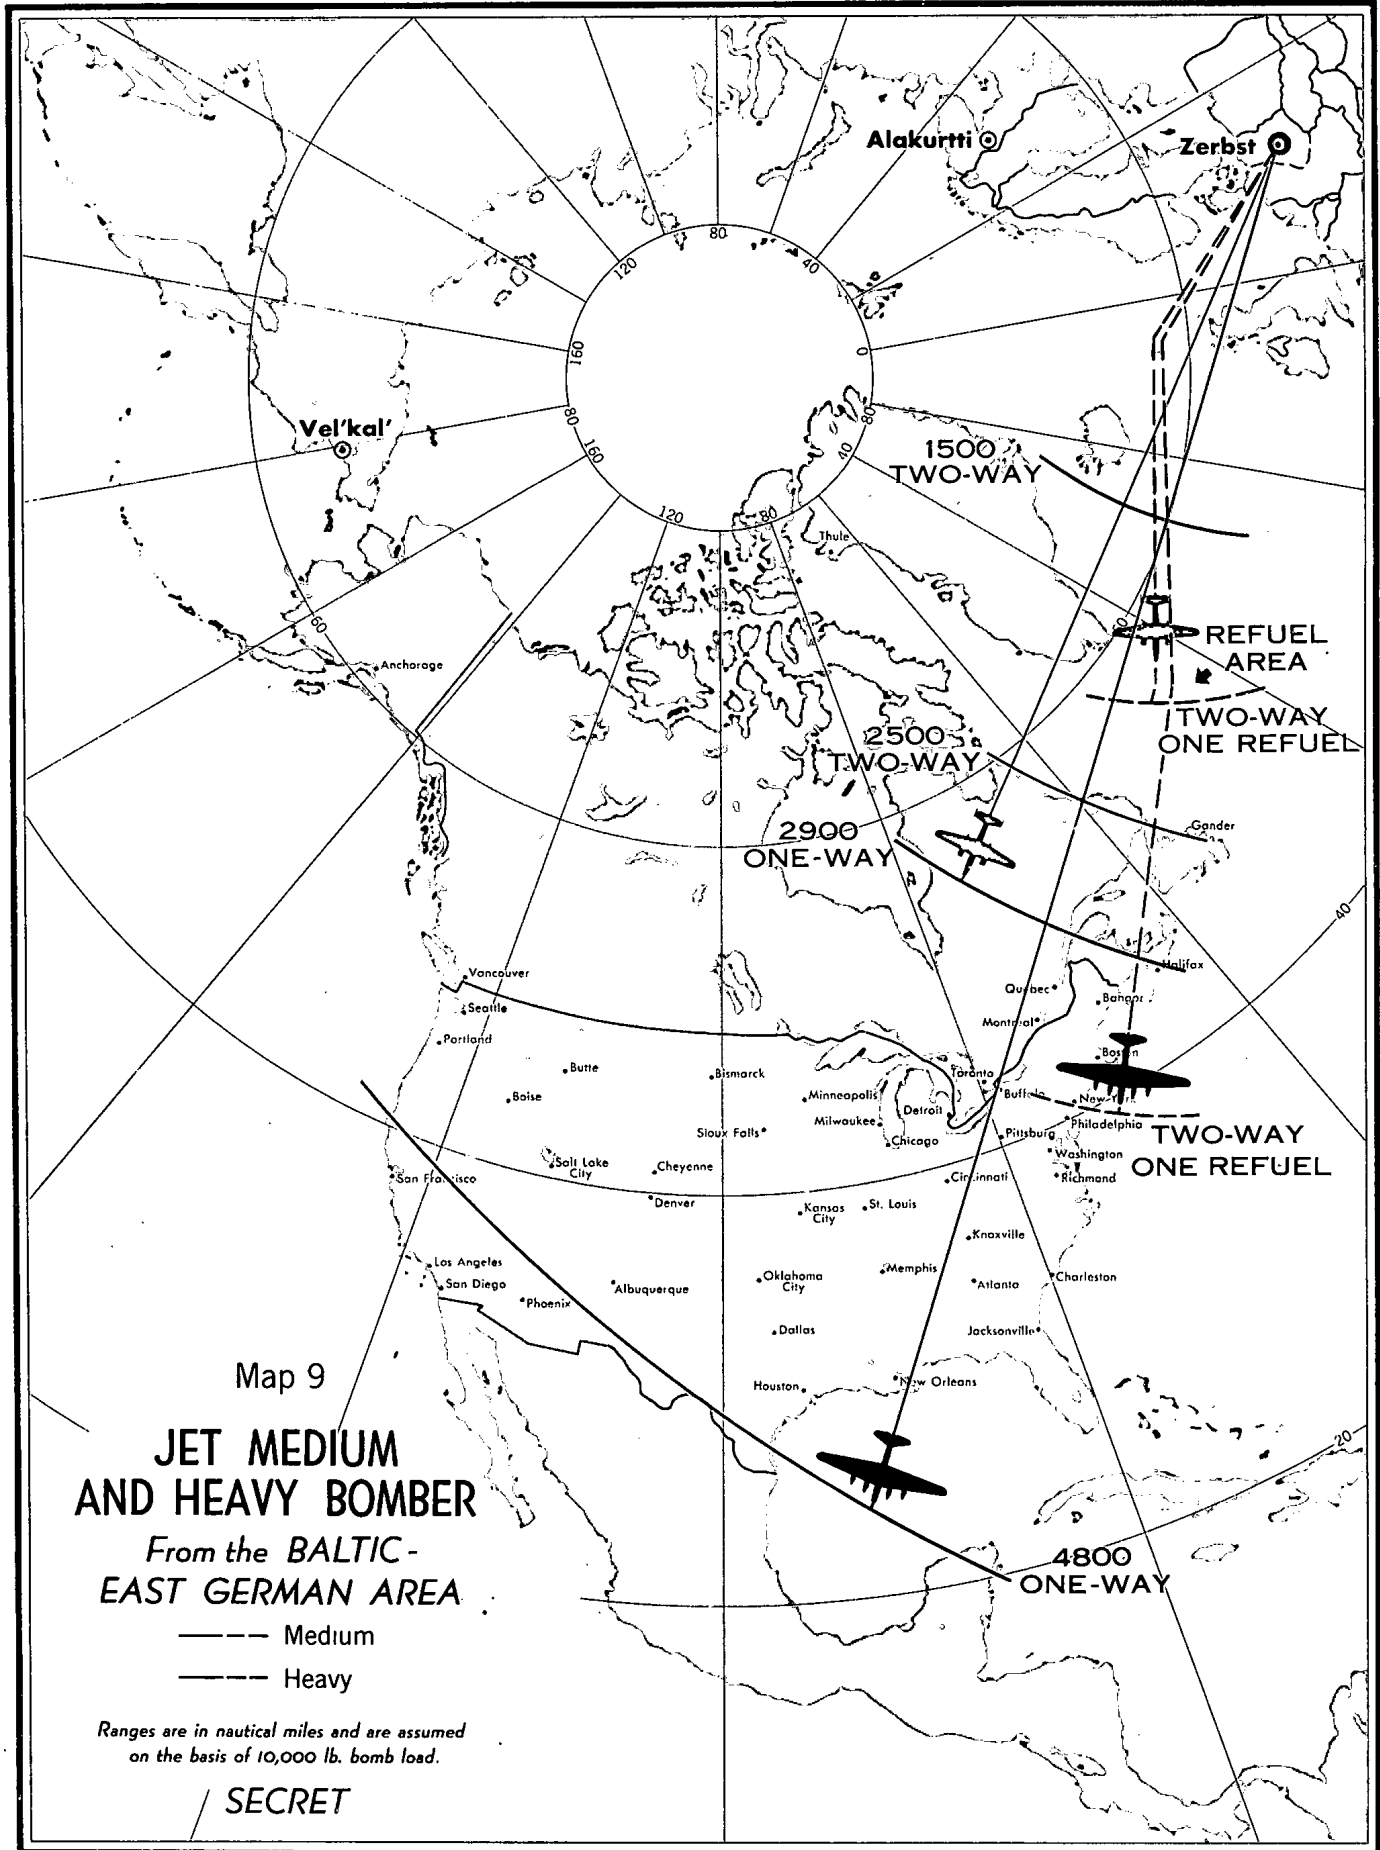 Alakurtti
Zerbst
80
120
40
160
0
Vel'kal'
80
160
80
40
1500
TWO-WAY
120
80
Thule
60
60
REFUEL
AREA
Anchorage
TWO-WAY
ONE REFUEL
2500
TWO-WAY
Gander
2900
ONE-WAY
40
Vancouver
Halifax
Quebec
Bangor
Seattle
Montreal
Portland
Boston
Butte
Bismarck
Toronto
Boise
Minneapolis
Buffalo
New York
Detroit
Milwaukee
Philadelphia
TWO-WAY
ONE REFUEL
Sioux Falls
Chicago
Pittsburg
Washington
Salt Lake
City
Cheyenne
San Francisco
Cincinnati
Richmond
Denver
Kansas
City
St. Louis
Knoxville
Los Angeles
San Diego
Albuquerque
Oklahoma
City
Memphis
Atlanta
Charleston
Phoenix
Dallas
Jacksonville
Houston
New Orleans
20
4800
ONE-WAY
Map 9
JET MEDIUM
AND HEAVY BOMBER
From the BALTIC-
EAST GERMAN AREA
Medium
Heavy
Ranges are in nautical miles and are assumed
on the basis of 10,000 lb. bomb load.
SECRET